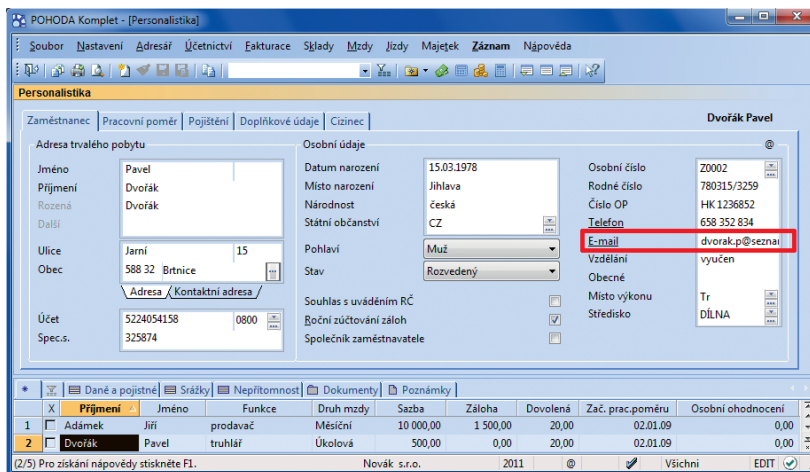 POHODA Komplet - [Personalistika]
Soubor Nastavení Adresář Účetnictví Fakturace Sklady Mzdy Jízdy Majetek Záznam Nápověda
Personalistika
Zaměstnanec Pracovní poměr Pojištění Doplňkové údaje Cizinec Dvořák Pavel
Adresa trvalého pobytu Osobní údaje @
Jméno Pavel Datum narození 15.03.1978 Osobní číslo Z0002
Příjmení Dvořák Místo narození Jihlava Rodné číslo 780315/3259
Rozená Dvořák Národnost česká Číslo OP HK 1236852
Další Státní občanství CZ Telefon 658 352 834
Ulice Jarní 15 Pohlaví Muž E-mail dvorak.p@seznar
Obec 588 32 Brtnice Stav Rozvedený Vzdělání vyučen
Obecné
Adresa Kontaktní adresa Souhlas s uváděním RČ Místo výkonu Tr
Účet 5224054158 0800 Roční zúčtování záloh Středisko DÍLNA
Spec.s. 325874 Společník zaměstnavatele
* Daně a pojistné Srážky Nepřítomnost Dokumenty Poznámky
X Příjmení Jméno Funkce Druh mzdy Sazba Záloha Dovolená Zač. prac.poměru Osobní ohodnocení
1 Adámek Jiří prodavač Měsíční 10 000,00 1 500,00 20,00 02.01.09 0,00
2 Dvořák Pavel truhlář Úkolová 500,00 0,00 20,00 02.01.09 0,00
(2/5) Pro získání nápovědy stiskněte F1. Novák s.r.o. 2011 @ Všichni EDIT